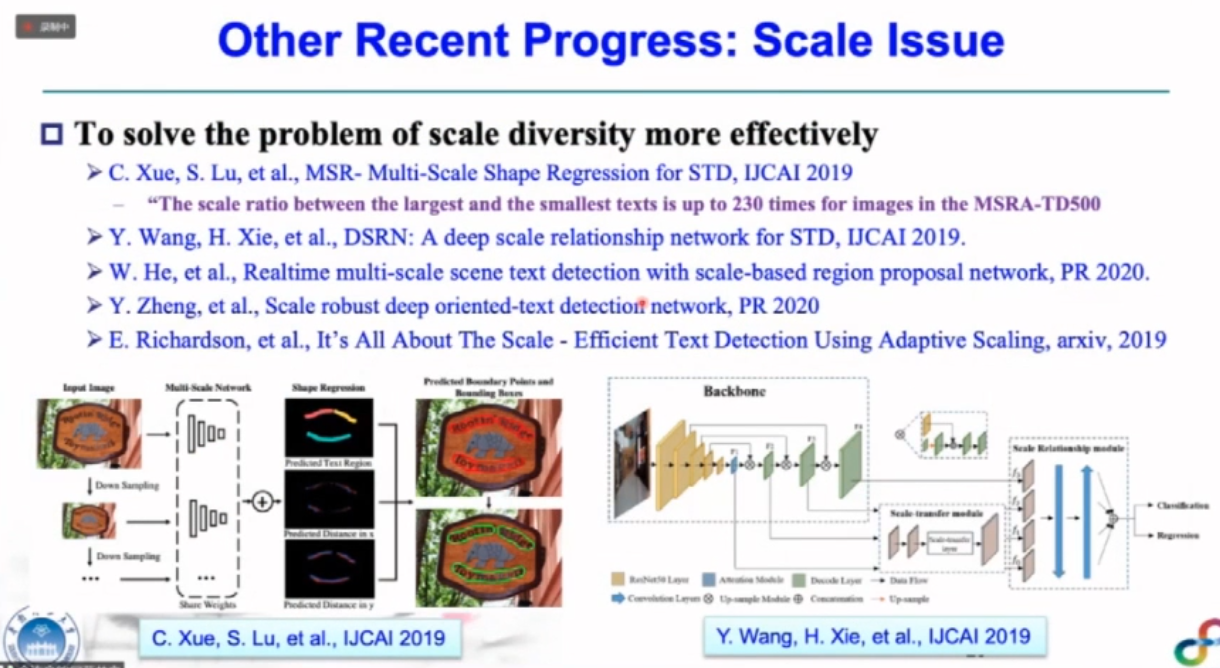 录制中
Other Recent Progress: Scale Issue
To solve the problem of scale diversity more effectively
➢ C. Xue, S. Lu, et al., MSR- Multi-Scale Shape Regression for STD, IJCAI 2019
– “The scale ratio between the largest and the smallest texts is up to 230 times for images in the MSRA-TD500
➢ Y. Wang, H. Xie, et al., DSRN: A deep scale relationship network for STD, IJCAI 2019.
➢ W. He, et al., Realtime multi-scale scene text detection with scale-based region proposal network, PR 2020.
➢ Y. Zheng, et al., Scale robust deep oriented-text detection network, PR 2020
➢ E. Richardson, et al., It’s All About The Scale - Efficient Text Detection Using Adaptive Scaling, arxiv, 2019
Input Image
Multi-Scale Network
Shape Regression
Predicted Boundary Points and
Bounding Boxes
Predicted Text Region
Down Sampling
Predicted Distance in x
Down Sampling
...
...
Share Weights
Predicted Distance in y
Backbone
Scale Relationship module
Scale-transfer module
Scale-transfer
layer
Classification
Regression
ResNet50 Layer
Attention Module
Decode Layer
Data Flow
Convolution Layers
Up-sample Module
Concatenation
Up-sample
C. Xue, S. Lu, et al., IJCAI 2019
Y. Wang, H. Xie, et al., IJCAI 2019